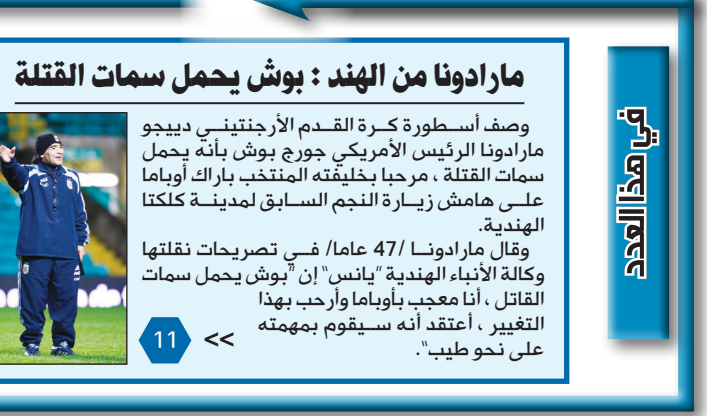 في هذا العدد
مارادونا من الهند : بوش يحمل سمات القتلة
وصف أسطورة كرة القدم الأرجنتيني دييجو
مارادونا الرئيس الأمريكي جورج بوش بأنه يحمل
سمات القتلة ، مرحبا بخليفته المنتخب باراك أوباما
على هامش زيارة النجم السابق لمدينة كلكتا
الهندية.
وقال مارادونا /47 عاما/ في تصريحات نقلتها
وكالة الأنباء الهندية "يانس" إن "بوش يحمل سمات
القاتل ، أنا معجب بأوباما وأرحب بهذا
التغيير ، أعتقد أنه سيقوم بمهمته
على نحو طيب".
>> 11